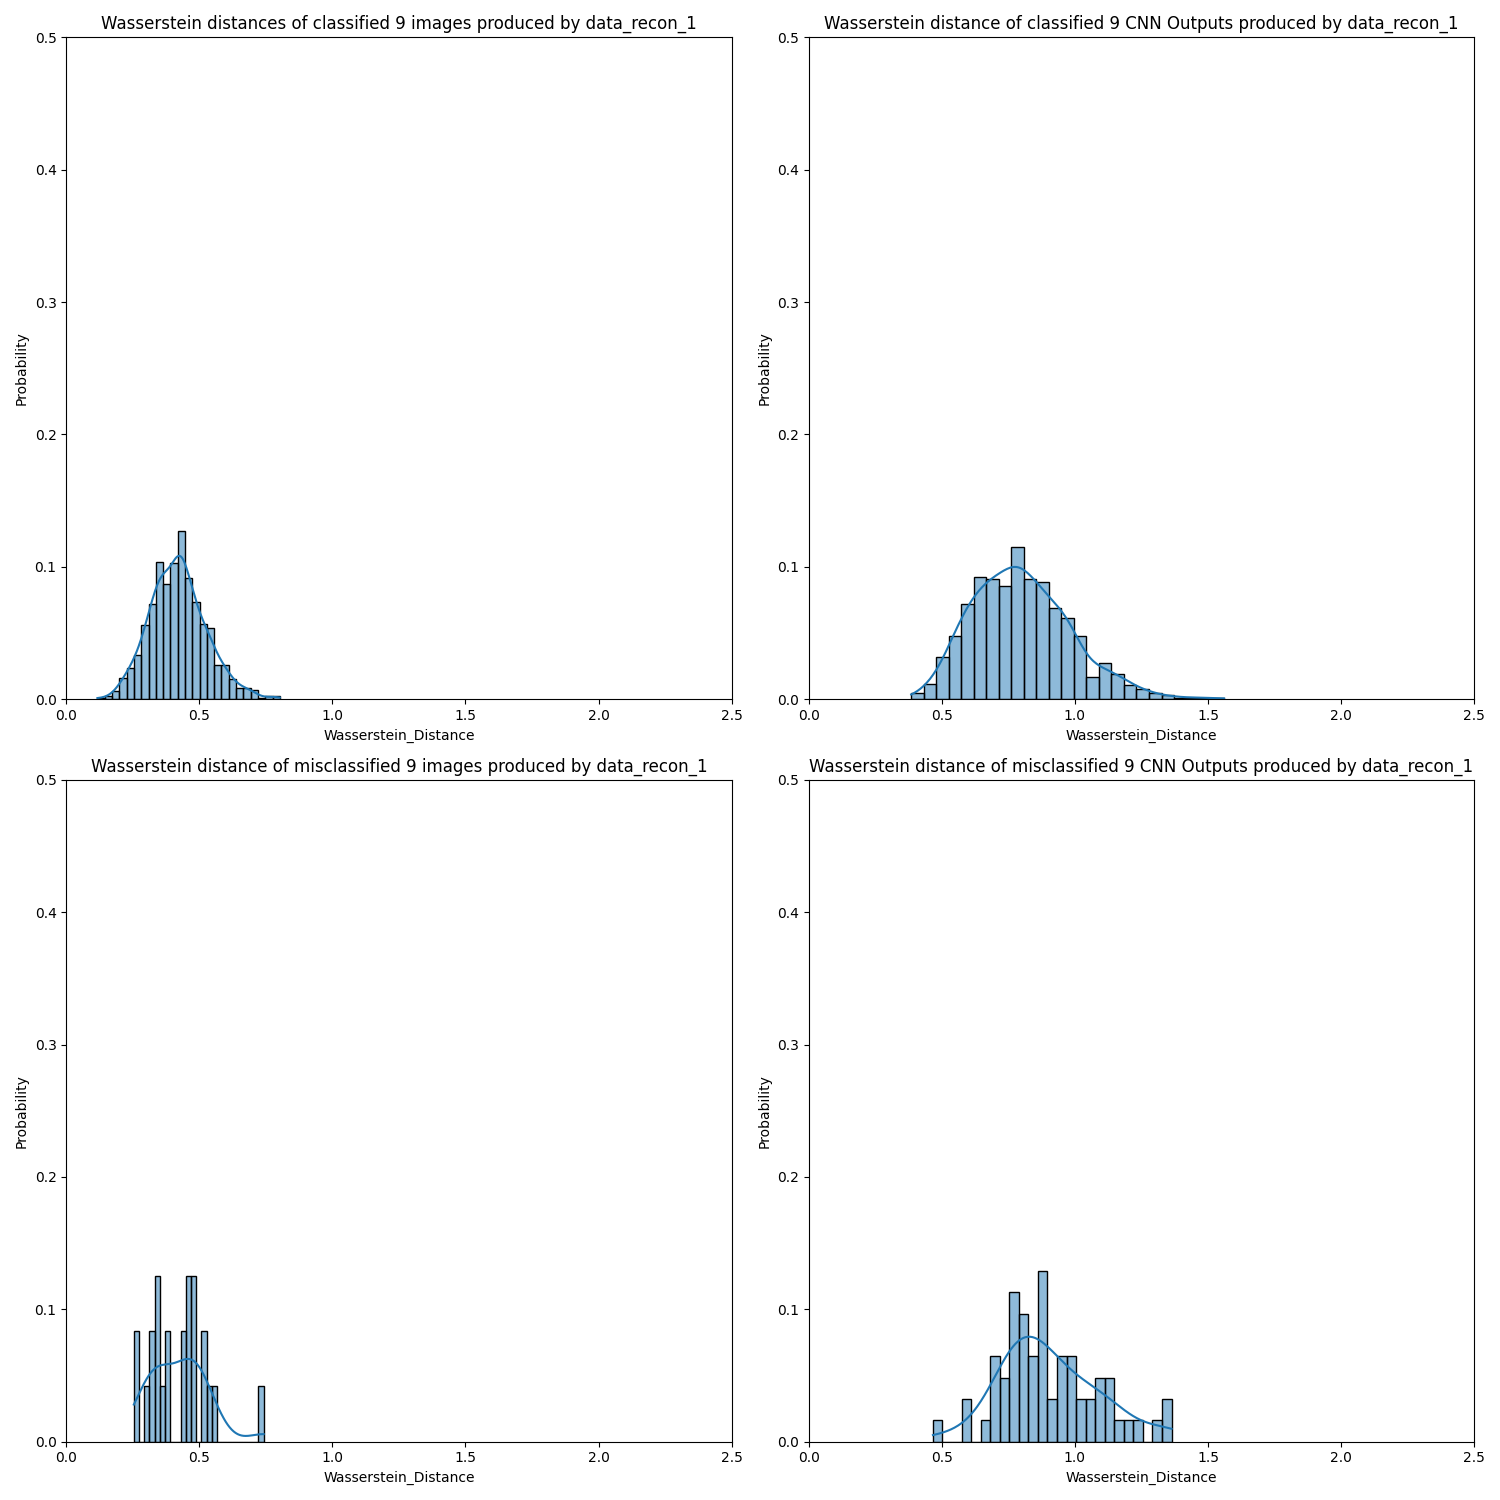 Wasserstein distances of classified 9 images produced by data_recon_1
0.5
0.4
0.3
0.2
0.1
0.0
Probability
0.0 0.5 1.0 1.5 2.0 2.5
Wasserstein_Distance
Wasserstein distance of classified 9 CNN Outputs produced by data_recon_1
0.5
0.4
0.3
0.2
0.1
0.0
Probability
0.0 0.5 1.0 1.5 2.0 2.5
Wasserstein_Distance
Wasserstein distance of misclassified 9 images produced by data_recon_1
0.5
0.4
0.3
0.2
0.1
0.0
Probability
0.0 0.5 1.0 1.5 2.0 2.5
Wasserstein_Distance
Wasserstein distance of misclassified 9 CNN Outputs produced by data_recon_1
0.5
0.4
0.3
0.2
0.1
0.0
Probability
0.0 0.5 1.0 1.5 2.0 2.5
Wasserstein_Distance